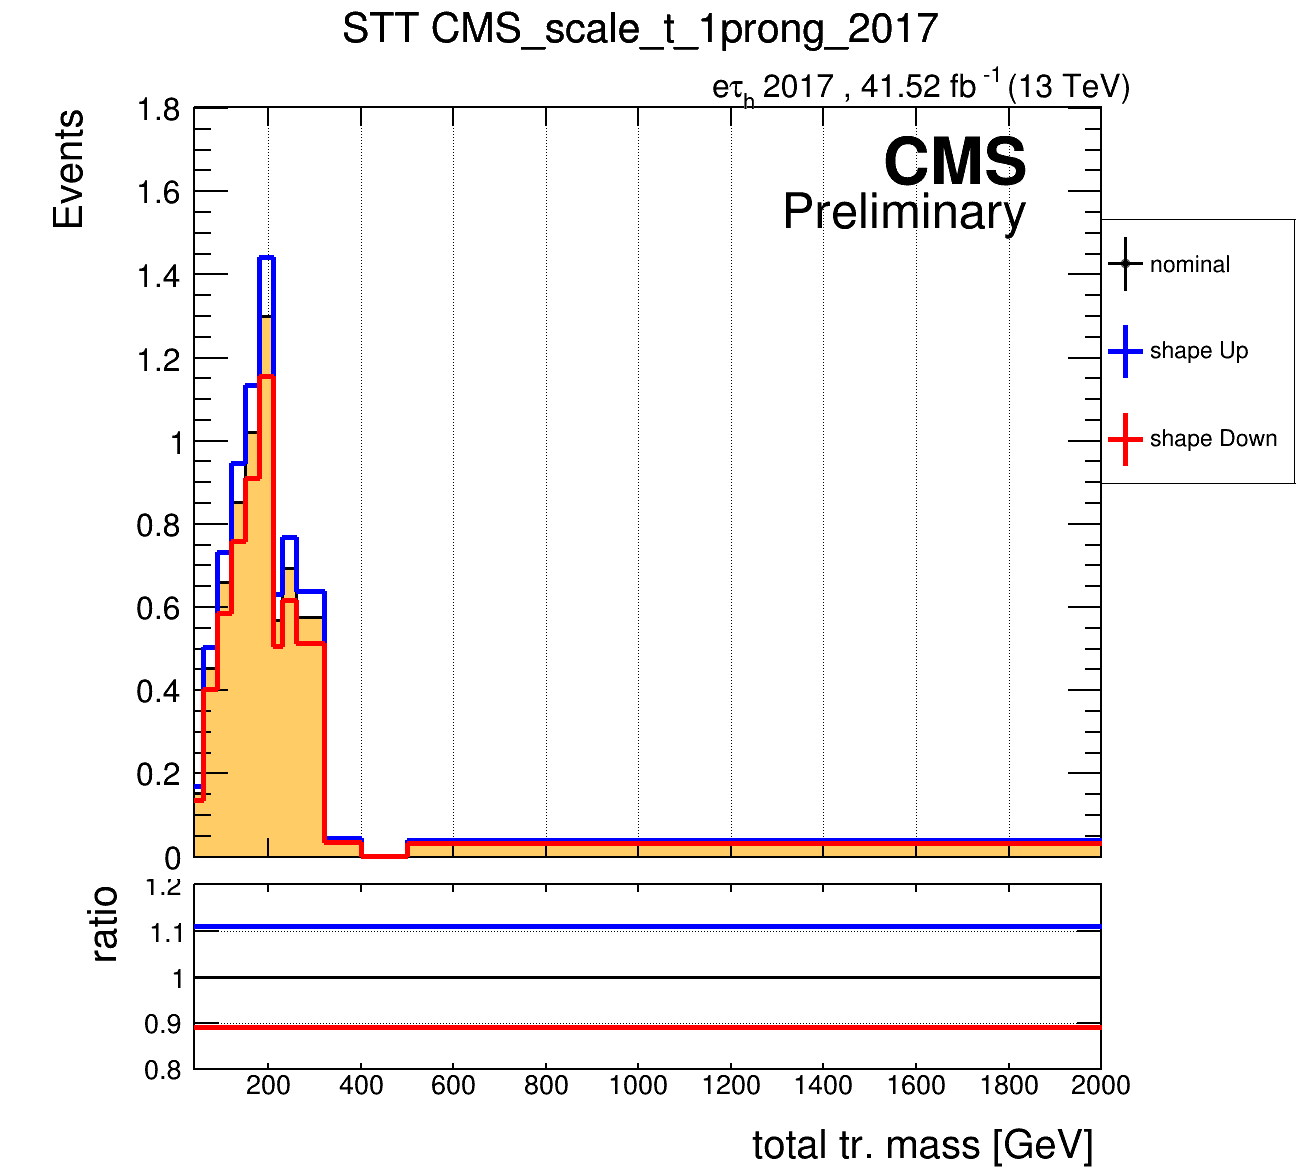 STT CMS_scale_t_1prong_2017
eτh 2017 , 41.52 fb -1 (13 TeV)
Events
1.8
1.6
1.4
1.2
1
0.8
0.6
0.4
0.2
0
CMS
Preliminary
nominal
shape Up
shape Down
ratio
1.2
1.1
1
0.9
0.8
200 400 600 800 1000 1200 1400 1600 1800 2000
total tr. mass [GeV]